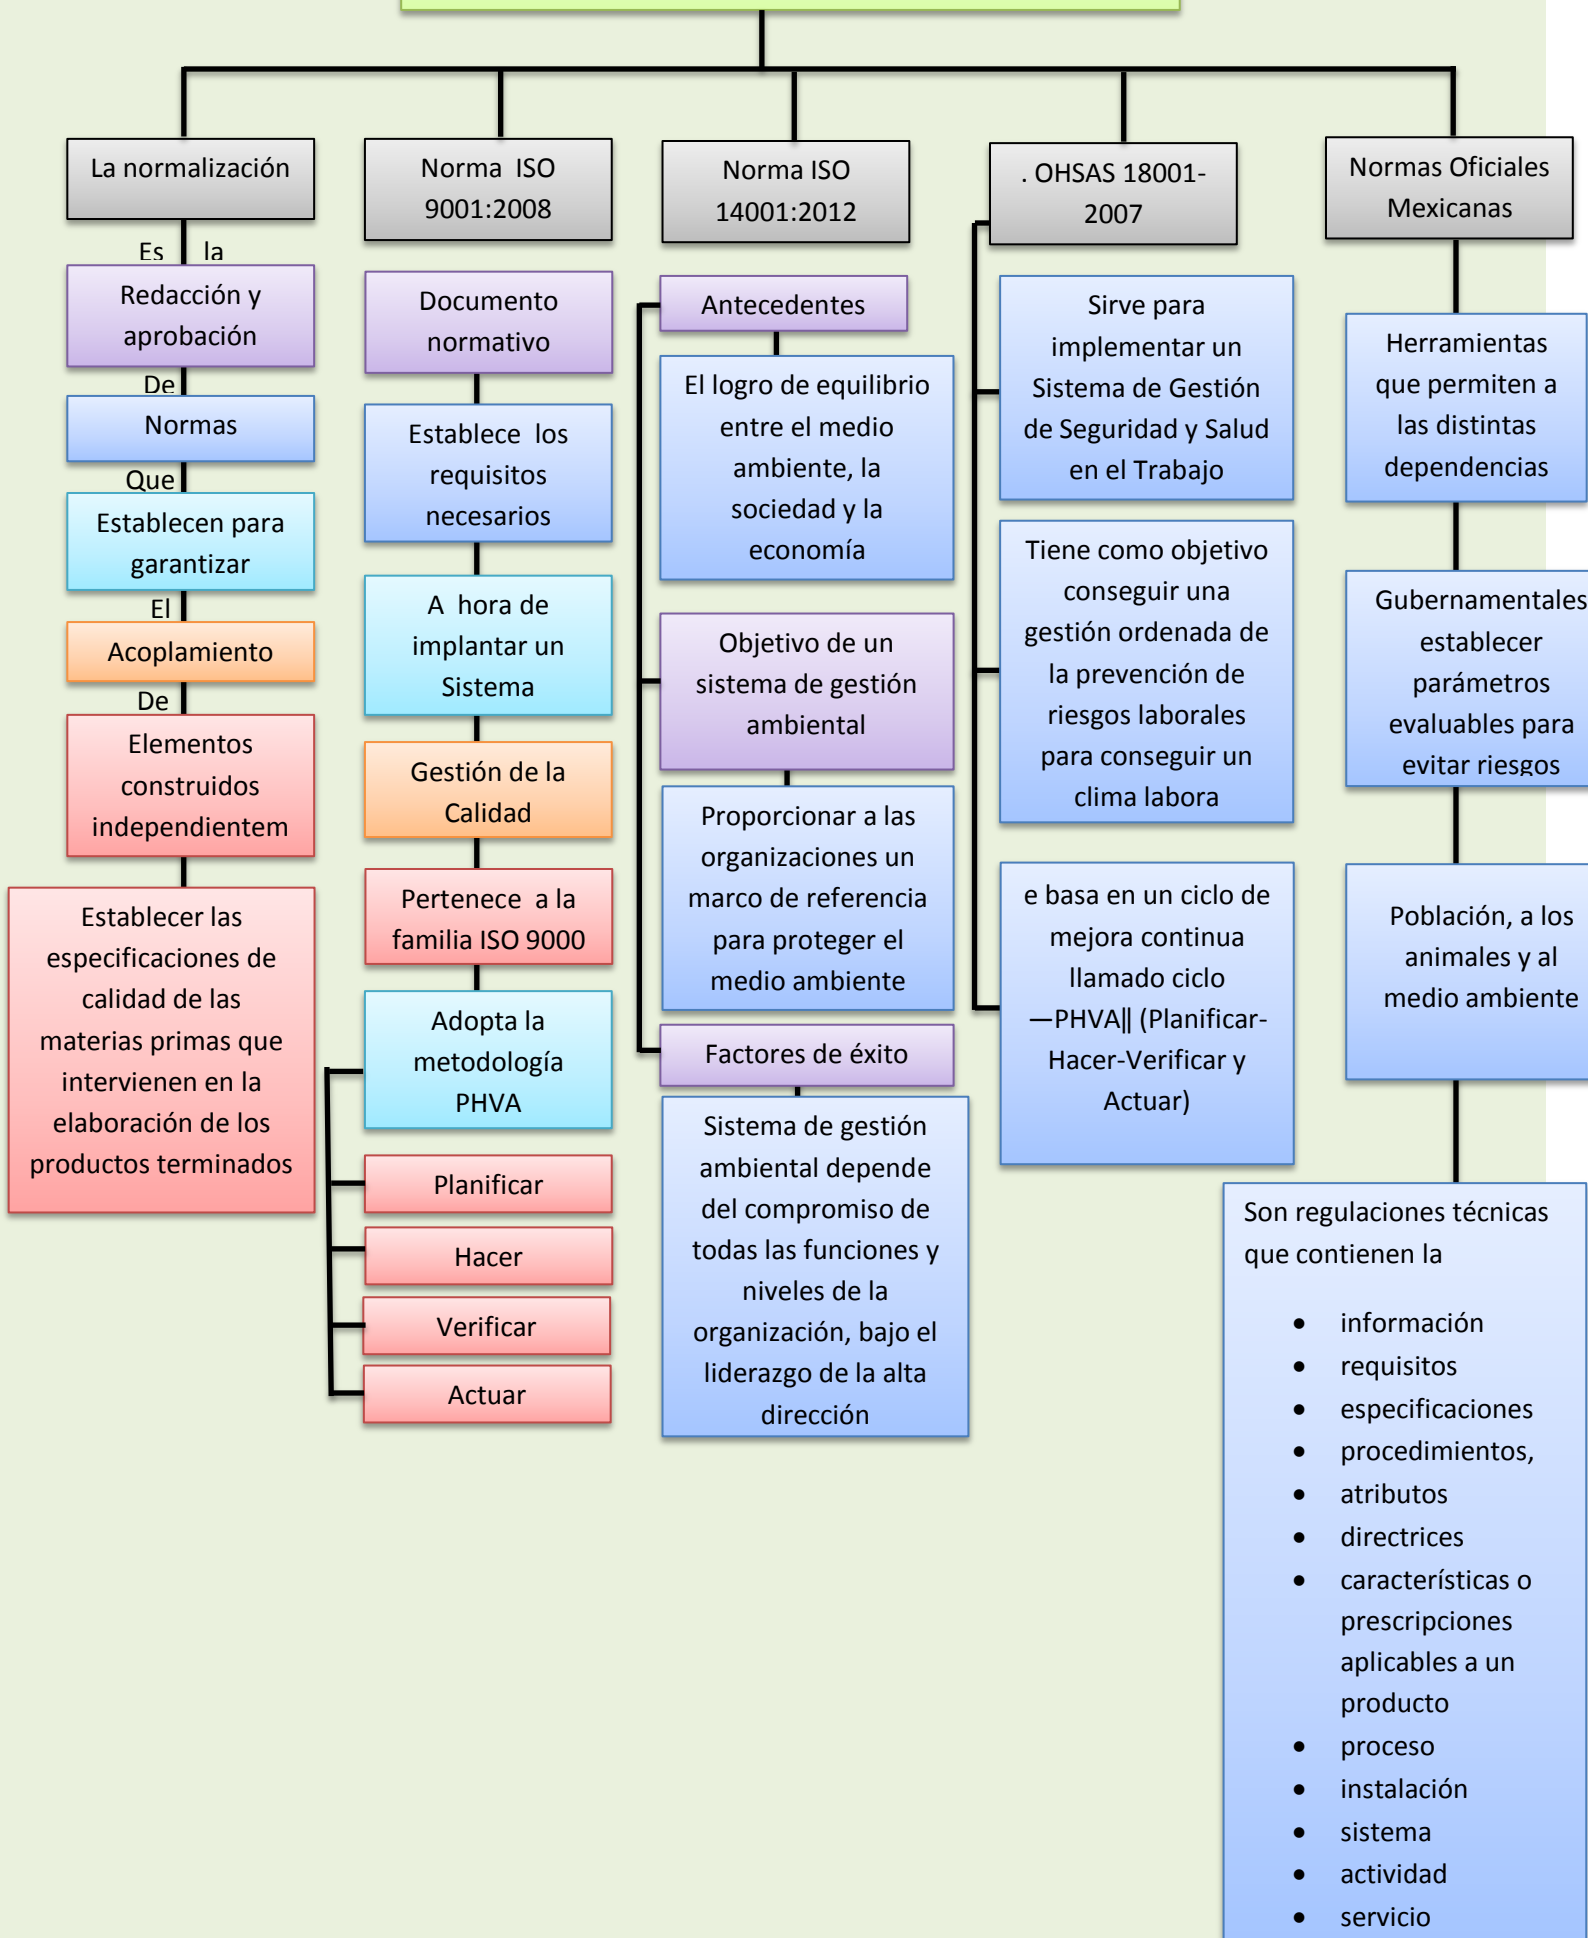 La normalización
Es la
Redacción y
aprobación
De
Normas
Que
Establecen para
garantizar
El
Acoplamiento
De
Elementos
construidos
independientem
Establecer las
especificaciones de
calidad de las
materias primas que
intervienen en la
elaboración de los
productos terminados
Norma ISO
9001:2008
Documento
normativo
Establece los
requisitos
necesarios
A hora de
implantar un
Sistema
Gestión de la
Calidad
Pertenece a la
familia ISO 9000
Adopta la
metodología
PHVA
Planificar
Hacer
Verificar
Actuar
Norma ISO
14001:2012
Antecedentes
El logro de equilibrio
entre el medio
ambiente, la
sociedad y la
economía
Objetivo de un
sistema de gestión
ambiental
Proporcionar a las
organizaciones un
marco de referencia
para proteger el
medio ambiente
Factores de éxito
Sistema de gestión
ambiental depende
del compromiso de
todas las funciones y
niveles de la
organización, bajo el
liderazgo de la alta
dirección
. OHSAS 18001-
2007
Sirve para
implementar un
Sistema de Gestión
de Seguridad y Salud
en el Trabajo
Tiene como objetivo
conseguir una
gestión ordenada de
la prevención de
riesgos laborales
para conseguir un
clima labora
e basa en un ciclo de
mejora continua
llamado ciclo
―PHVA‖ (Planificar-
Hacer-Verificar y
Actuar)
Normas Oficiales
Mexicanas
Herramientas
que permiten a
las distintas
dependencias
Gubernamentales
establecer
parámetros
evaluables para
evitar riesgos
Población, a los
animales y al
medio ambiente
Son regulaciones técnicas
que contienen la
• información
• requisitos
• especificaciones
• procedimientos,
• atributos
• directrices
• características o
prescripciones
aplicables a un
producto
• proceso
• instalación
• sistema
• actividad
• servicio